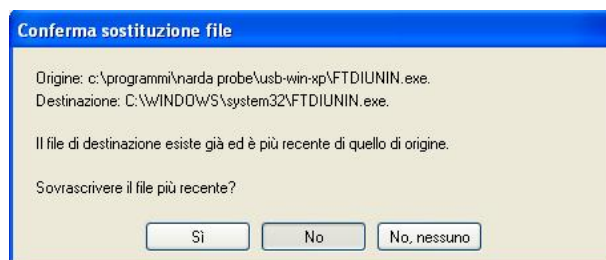 Conferma sostituzione file
Origine: c:\programmi\narda probe\usb-win-xp\FTDIUNIN.exe.
Destinazione: C:\WINDOWS\system32\FTDIUNIN.exe.
Il file di destinazione esiste già ed è più recente di quello di origine.
Sovrascrivere il file più recente?
Sì
No
No, nessuno